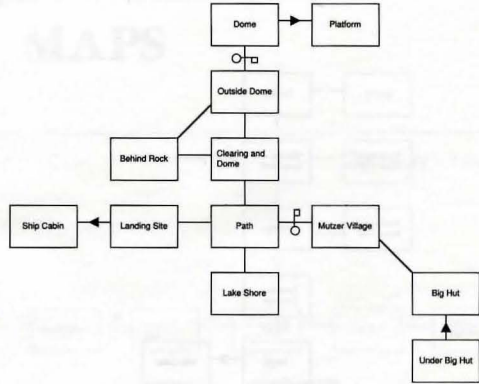 MAPS
Dome
Platform
Outside Dome
Behind Rock
Clearing and
Dome
Ship Cabin
Landing Site
Path
Mutzer Village
Lake Shore
Big Hut
Under Big Hut